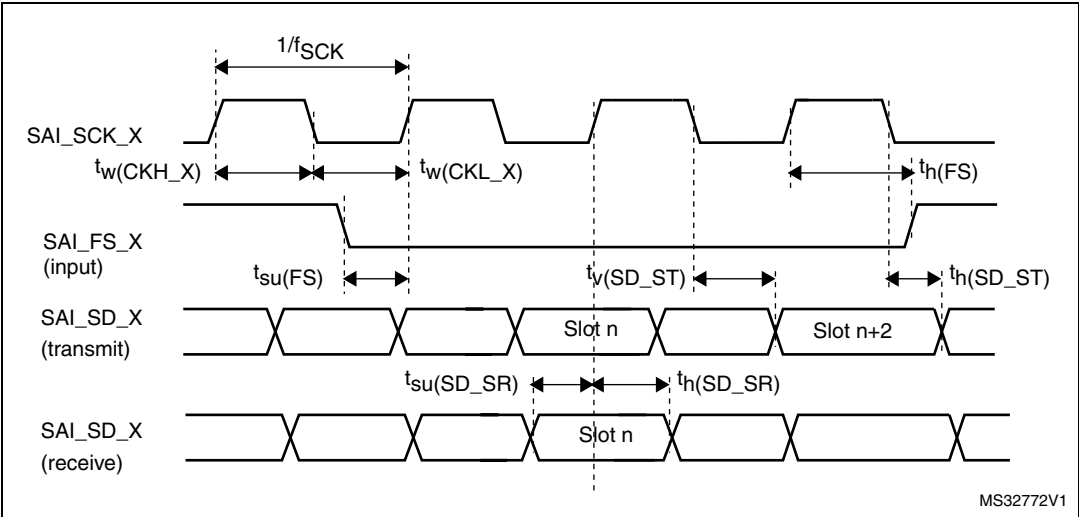 1/fSCK
SAI_SCK_X
tw(CKH_X)
tw(CKL_X)
th(FS)
SAI_FS_X
(input)
tsu(FS)
tv(SD_ST)
th(SD_ST)
SAI_SD_X
(transmit)
Slot n
Slot n+2
tsu(SD_SR)
th(SD_SR)
SAI_SD_X
(receive)
Slot n
MS32772V1